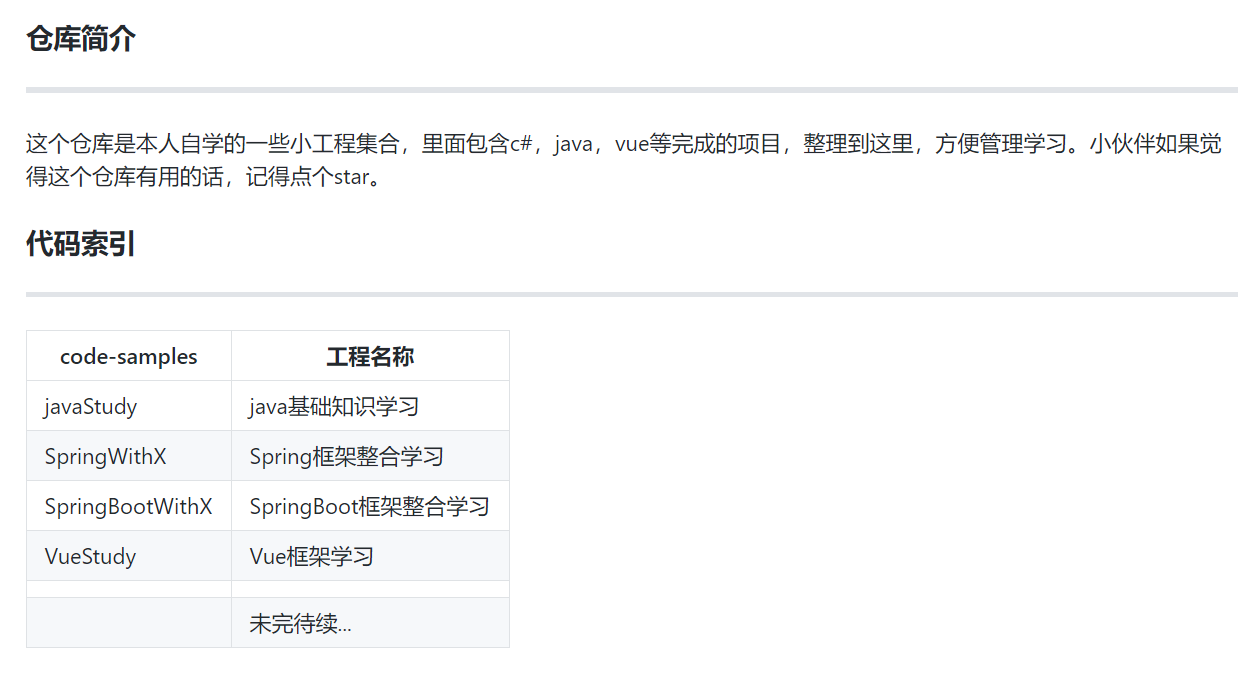 仓库简介
这个仓库是本人自学的一些小工程集合，里面包含c#，java，vue等完成的项目，整理到这里，方便管理学习。小伙伴如果觉
得这个仓库有用的话，记得点个star。
代码索引
code-samples 工程名称
javaStudy java基础知识学习
SpringWithX Spring框架整合学习
SpringBootWithX SpringBoot框架整合学习
VueStudy Vue框架学习
未完待续...